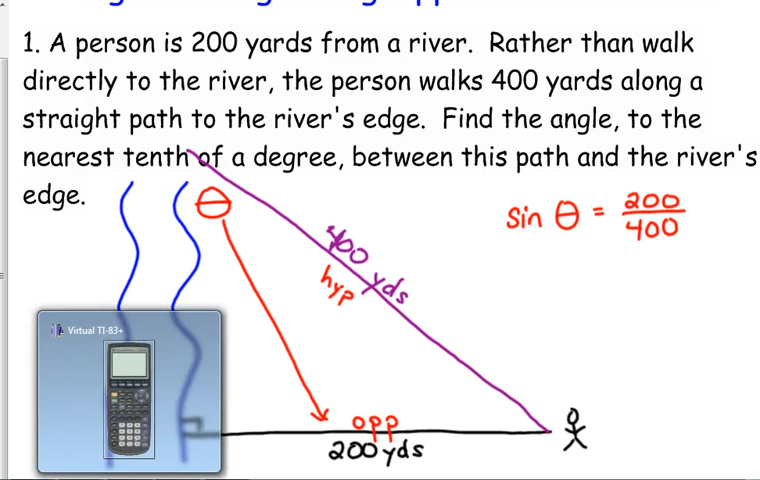 1. A person is 200 yards from a river. Rather than walk
directly to the river, the person walks 400 yards along a
straight path to the river's edge. Find the angle, to the
nearest tenth of a degree, between this path and the river's
edge.
θ
sin θ = 200/400
400 yds
hyp
Virtual TI-83+
opp
200 yds